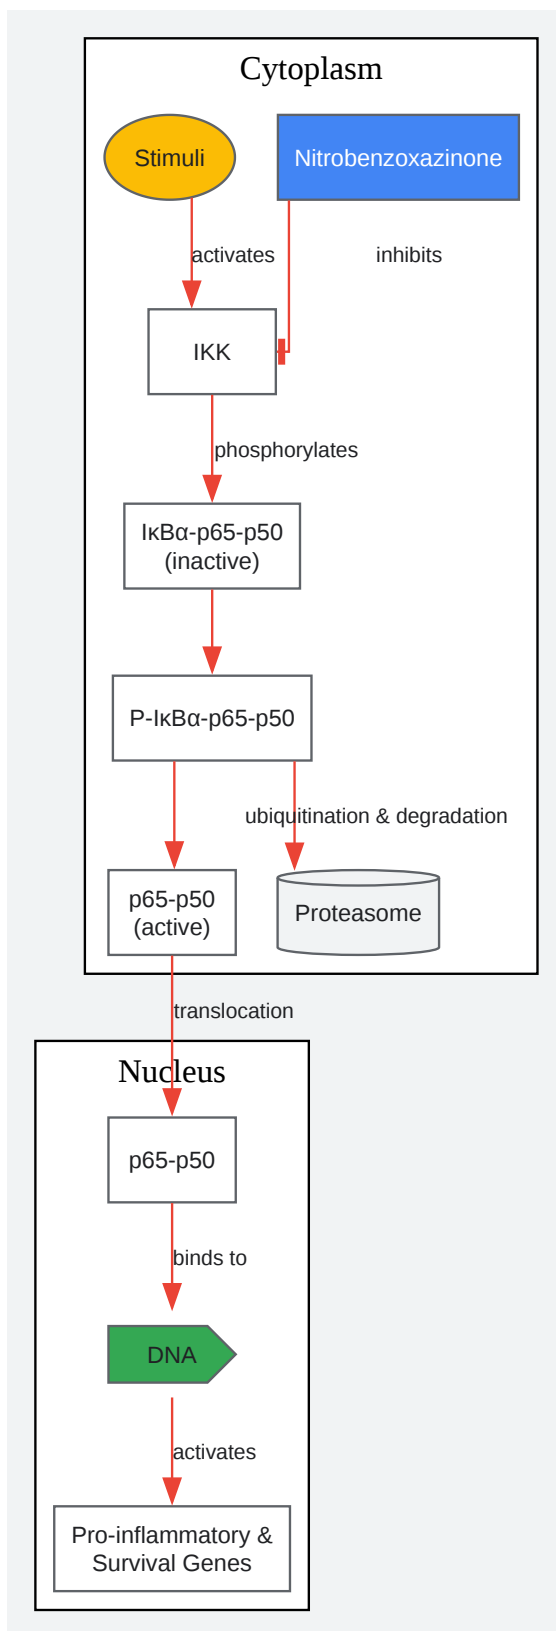 Cytoplasm
Stimuli
Nitrobenzoxazinone
activates
inhibits
IKK
phosphorylates
IκBα-p65-p50
(inactive)
P-IκBα-p65-p50
ubiquitination & degradation
p65-p50
(active)
Proteasome
translocation
Nucleus
p65-p50
binds to
DNA
activates
Pro-inflammatory &
Survival Genes